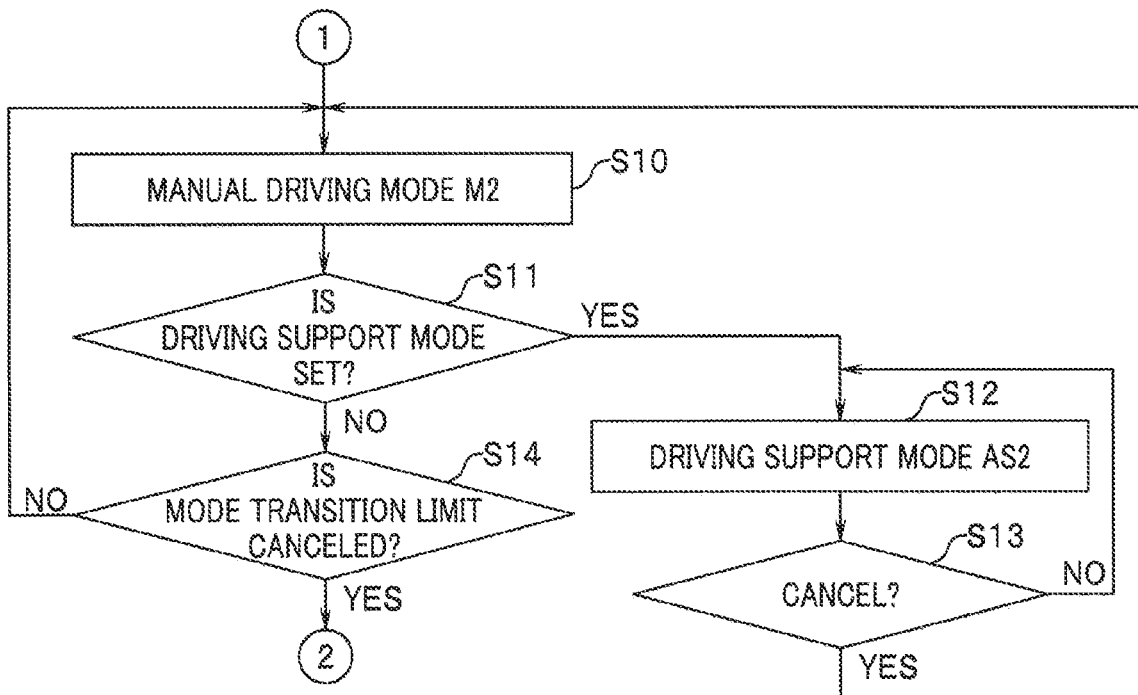 1
MANUAL DRIVING MODE M2
S10
S11
IS
DRIVING SUPPORT MODE
SET?
YES
NO
S12
DRIVING SUPPORT MODE AS2
S14
IS
MODE TRANSITION LIMIT
CANCELED?
NO
YES
S13
CANCEL?
NO
YES
2